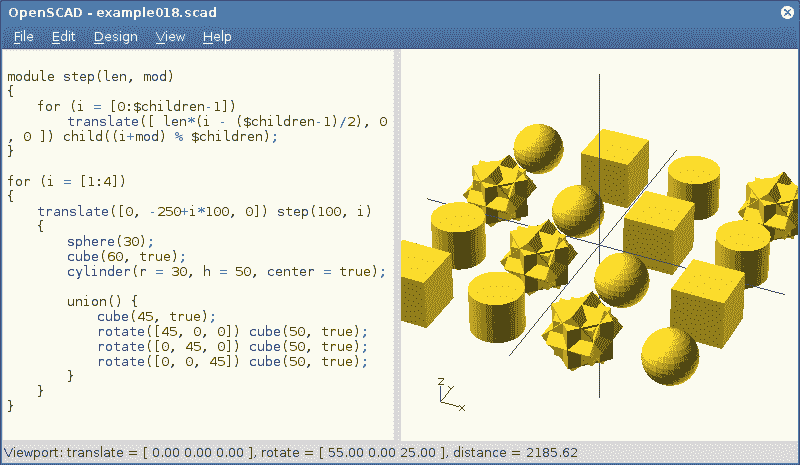 OpenSCAD - example018.scad
File Edit Design View Help
module step(len, mod)
{
    for (i = [0:$children-1])
        translate([ len*(i - ($children-1)/2), 0
, 0 ]) child((i+mod) % $children);
}
for (i = [1:4])
{
    translate([0, -250+i*100, 0]) step(100, i)
    {
        sphere(30);
        cube(60, true);
        cylinder(r = 30, h = 50, center = true);
        union() {
            cube(45, true);
            rotate([45, 0, 0]) cube(50, true);
            rotate([0, 45, 0]) cube(50, true);
            rotate([0, 0, 45]) cube(50, true);
        }
    }
}
Z
Y
X
Viewport: translate = [ 0.00 0.00 0.00 ], rotate = [ 55.00 0.00 25.00 ], distance = 2185.62